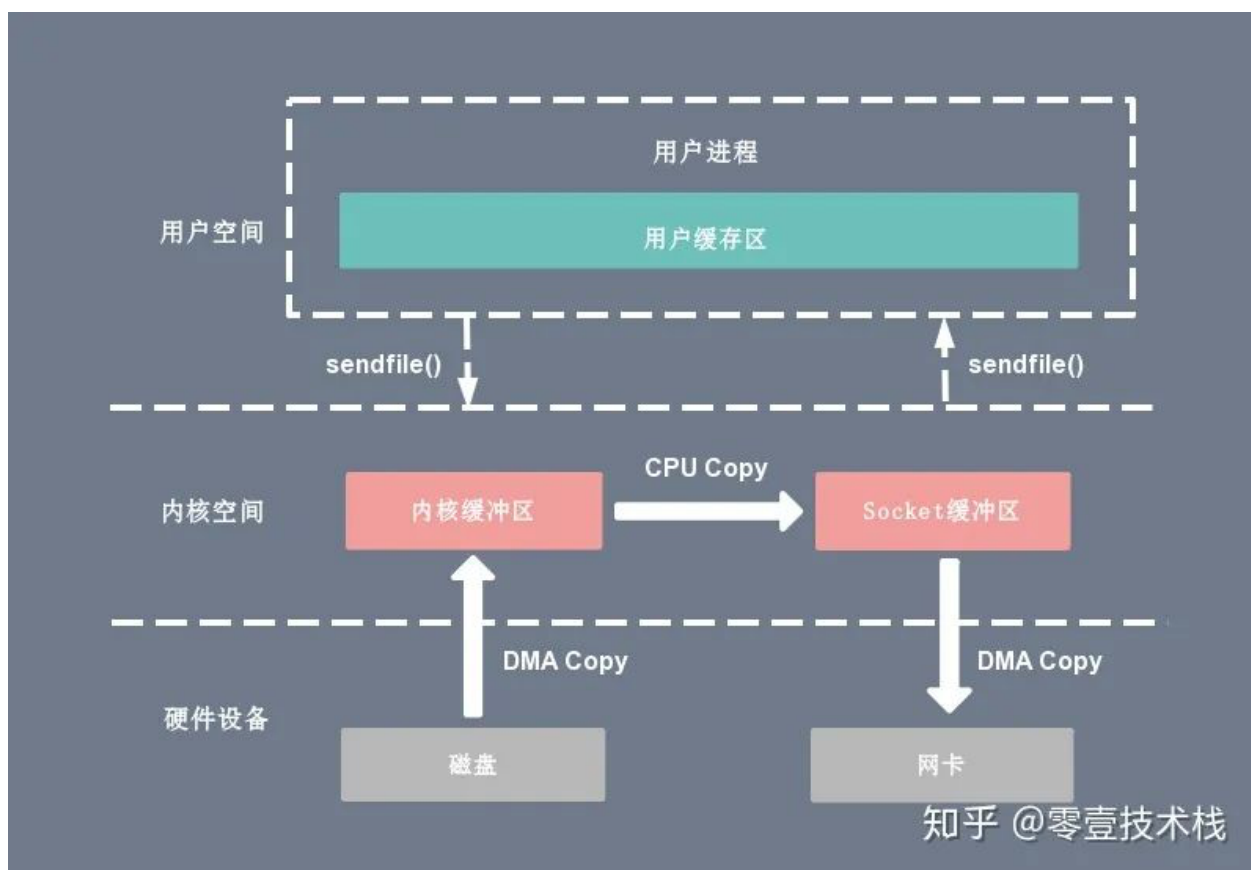 用户进程
用户空间
用户缓存区
sendfile()
sendfile()
CPU Copy
内核空间
内核缓冲区
Socket缓冲区
DMA Copy
DMA Copy
硬件设备
磁盘
网卡
知乎 @零壹技术栈